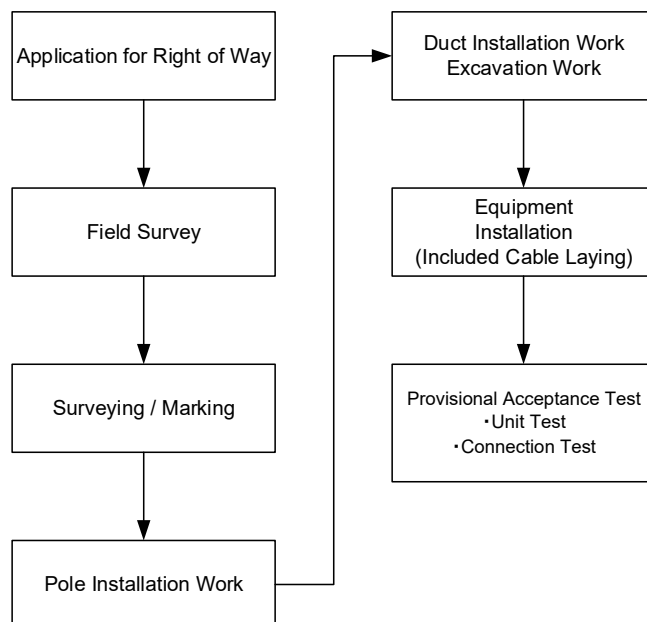 Application for Right of Way
Field Survey
Surveying / Marking
Pole Installation Work
Duct Installation Work
Excavation Work
Equipment
Installation
(Included Cable Laying)
Provisional Acceptance Test
・Unit Test
・Connection Test